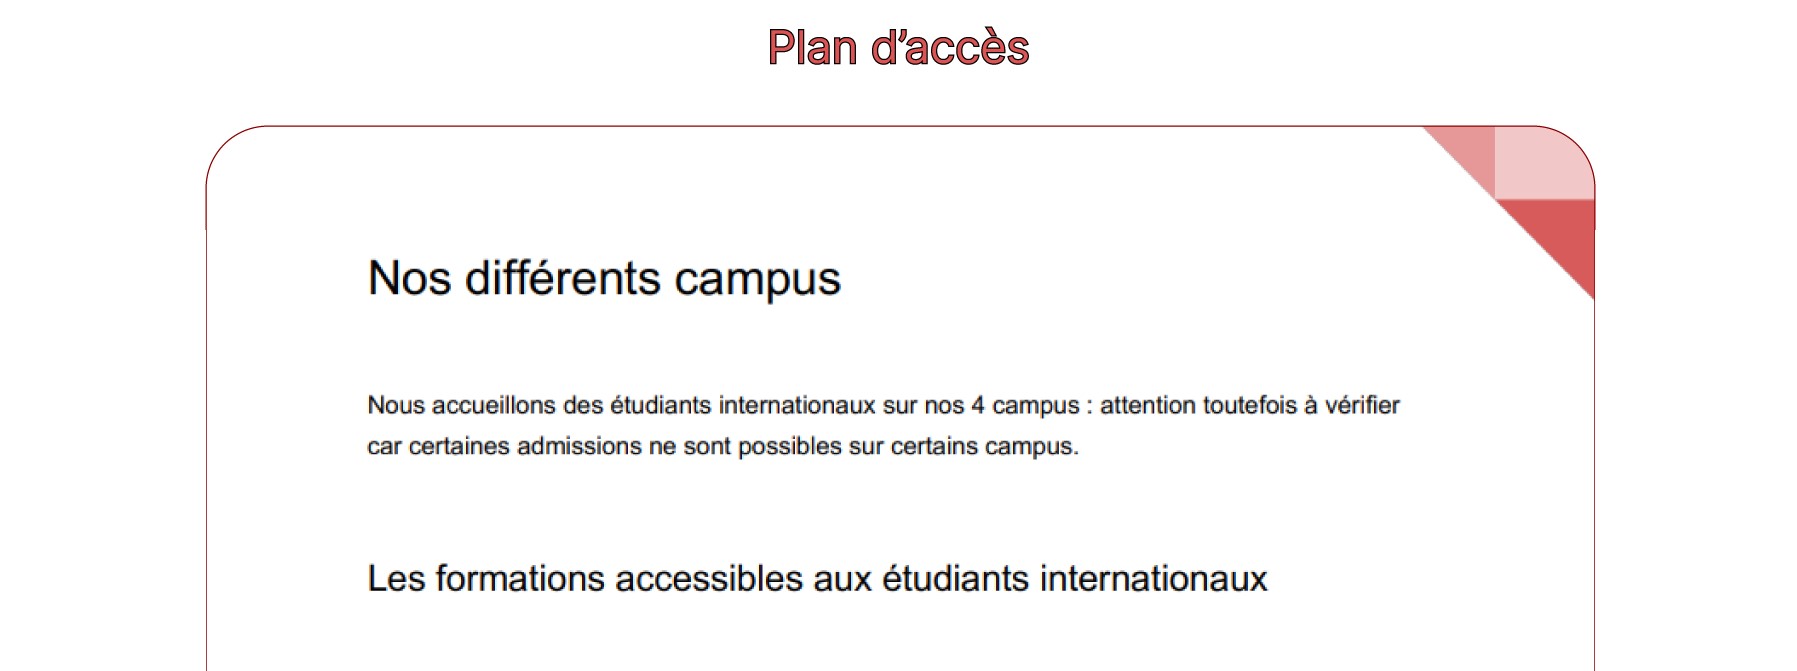 Plan d’accès
Nos différents campus
Nous accueillons des étudiants internationaux sur nos 4 campus : attention toutefois à vérifier
car certaines admissions ne sont possibles sur certains campus.
Les formations accessibles aux étudiants internationaux